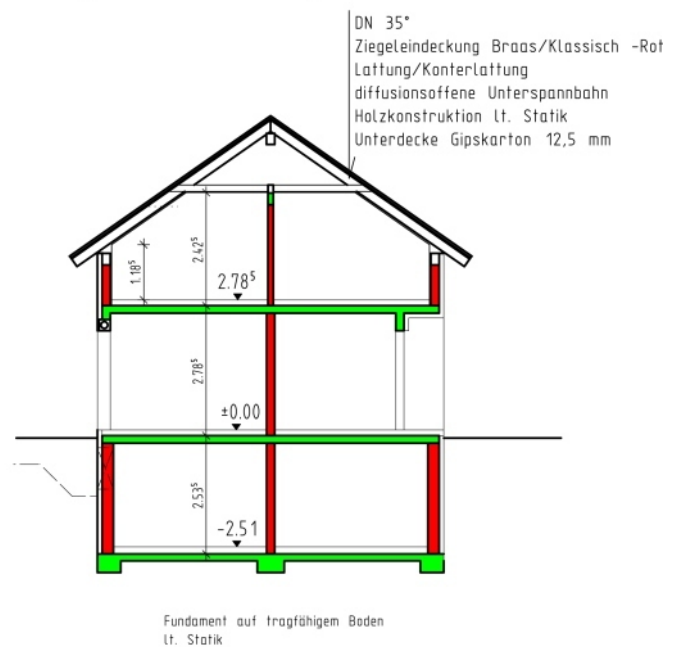 DN 35°
Ziegeleindeckung Braas/Klassisch -Rot
Lattung/Konterlattung
diffusionsoffene Unterspannbahn
Holzkonstruktion lt. Statik
Unterdecke Gipskarton 12,5 mm
2.42⁵
1.18⁵
2.78⁵
2.78⁵
±0.00
2.53⁵
-2.51
Fundament auf tragfähigem Boden
lt. Statik